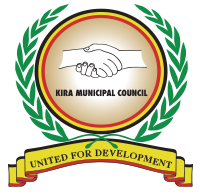 KIRA MUNICIPAL COUNCIL
UNITED FOR DEVELOPMENT